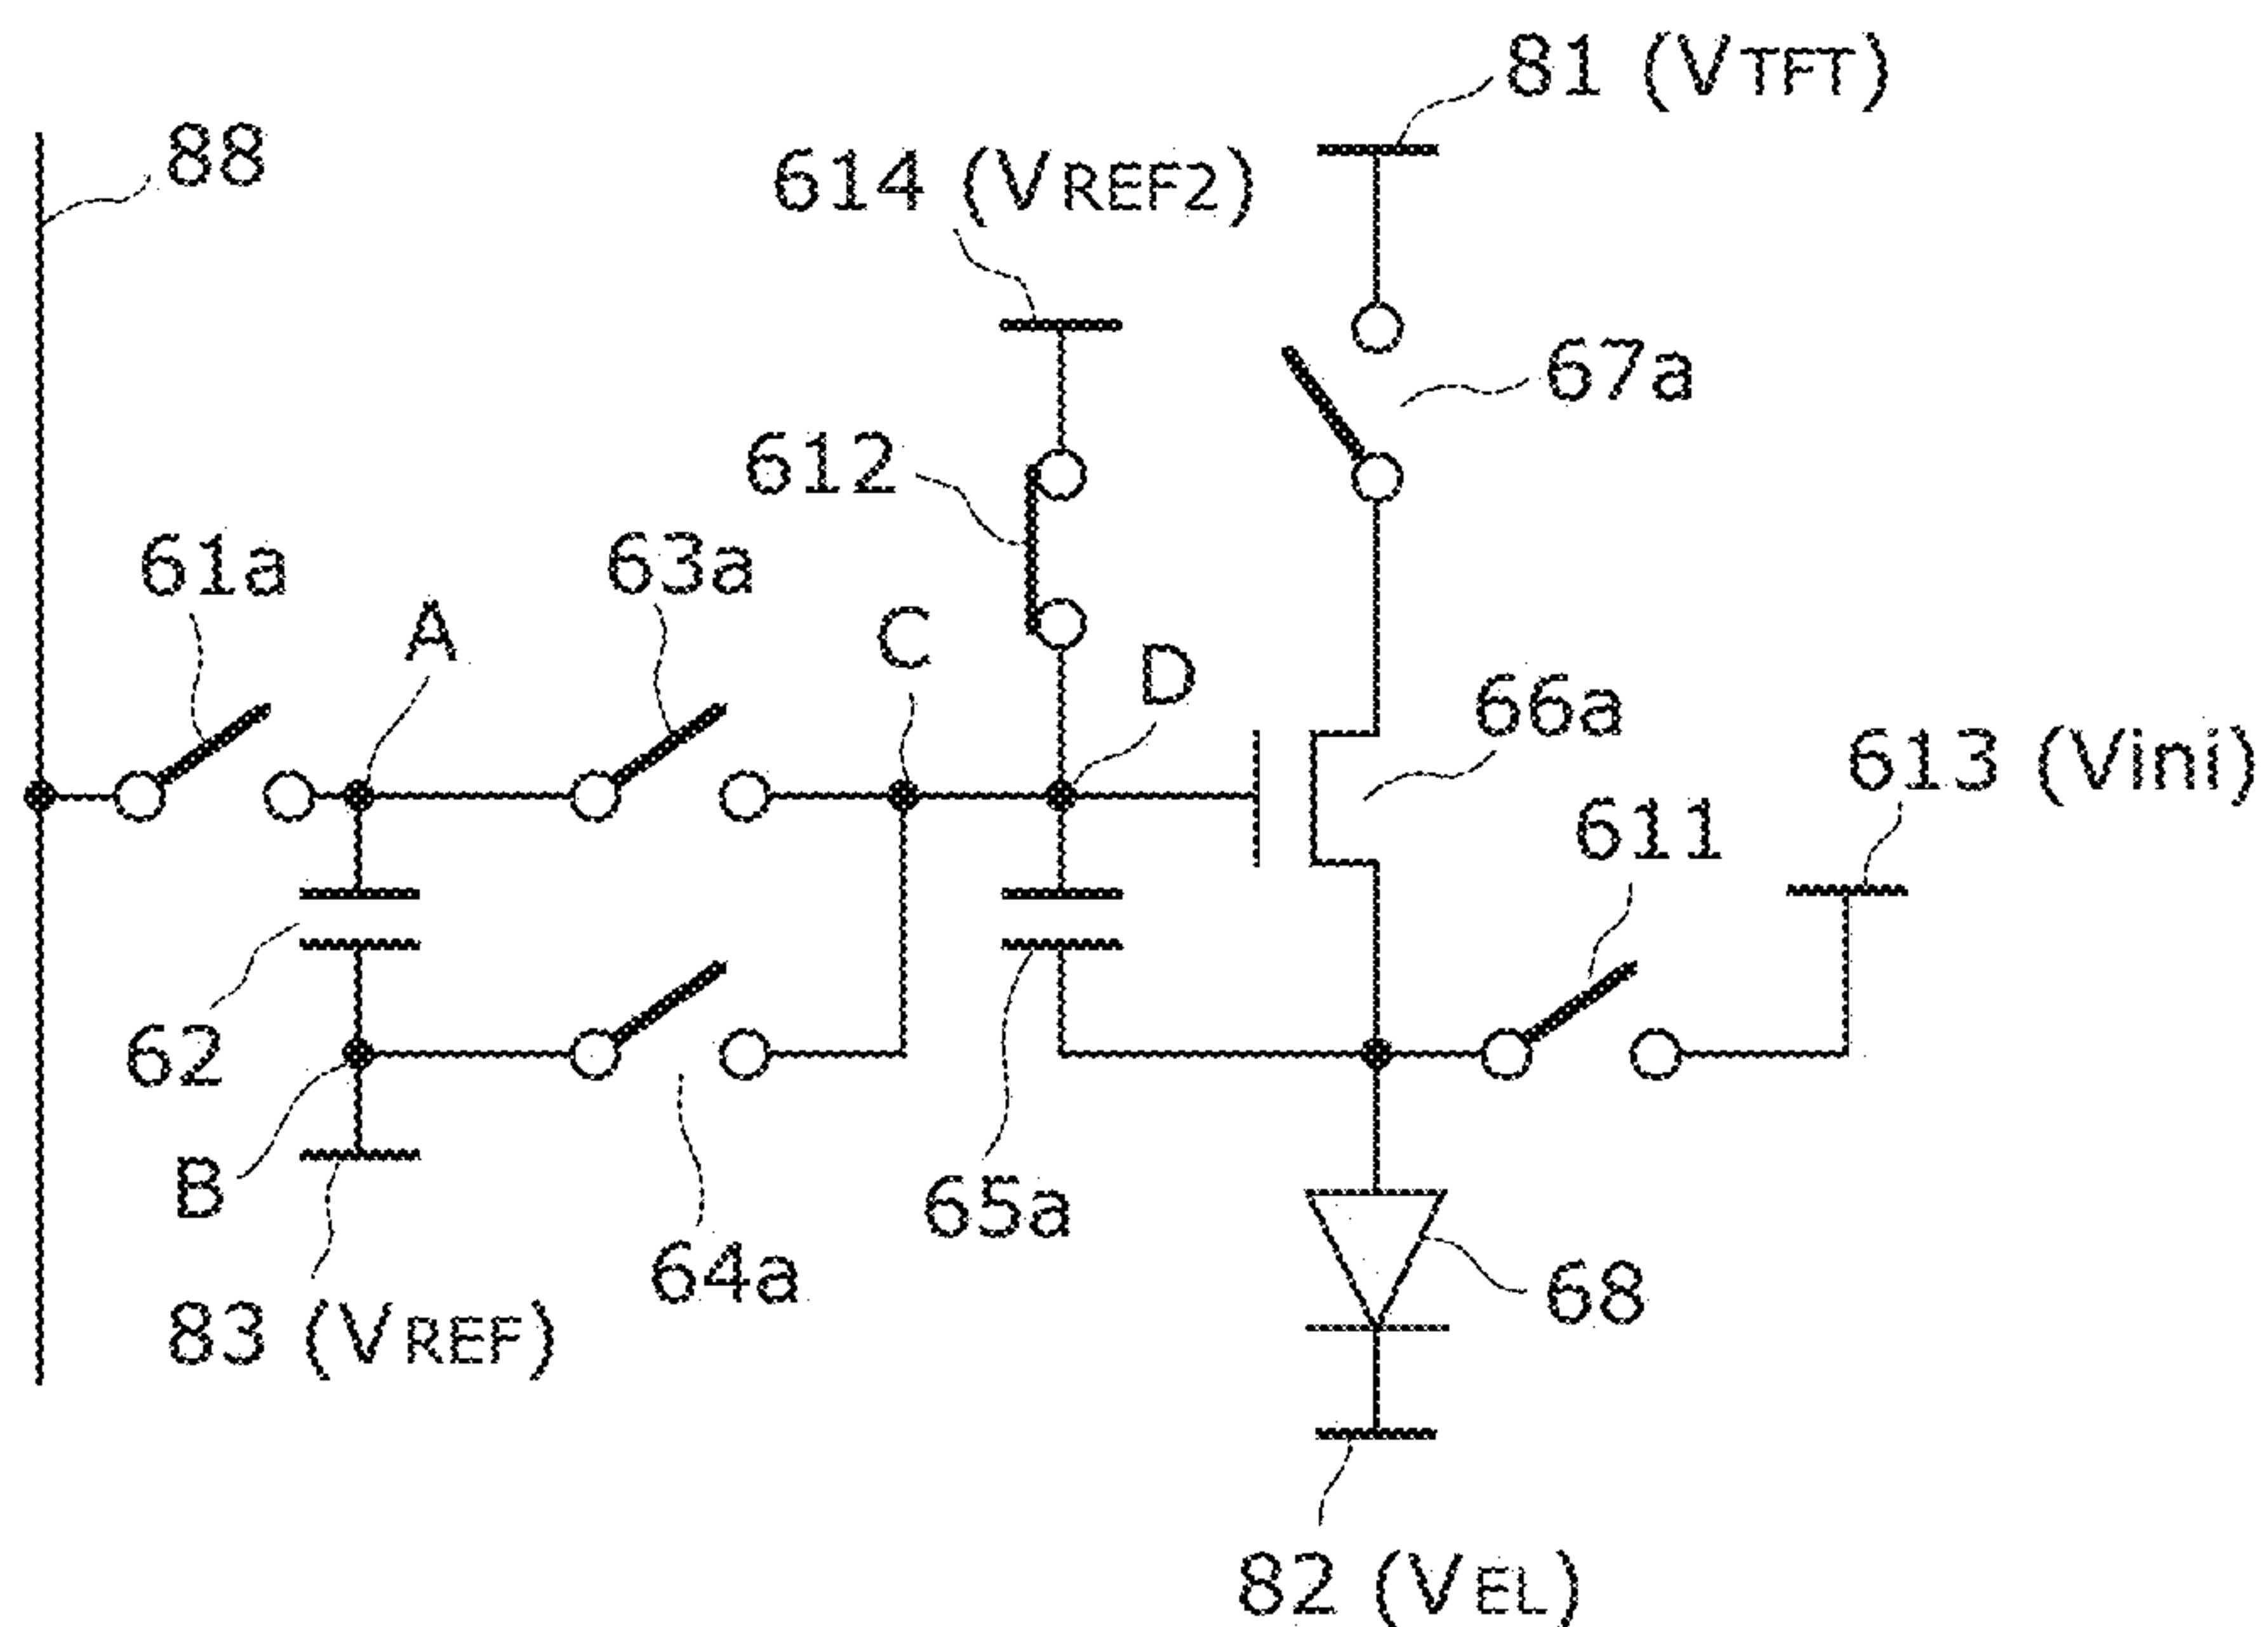 81 (VTFT)
88
614 (VREF2)
67a
612
61a
63a
A
C
D
66a
613 (Vini)
611
62
B
65a
64a
68
83 (VREF)
82 (VEL)